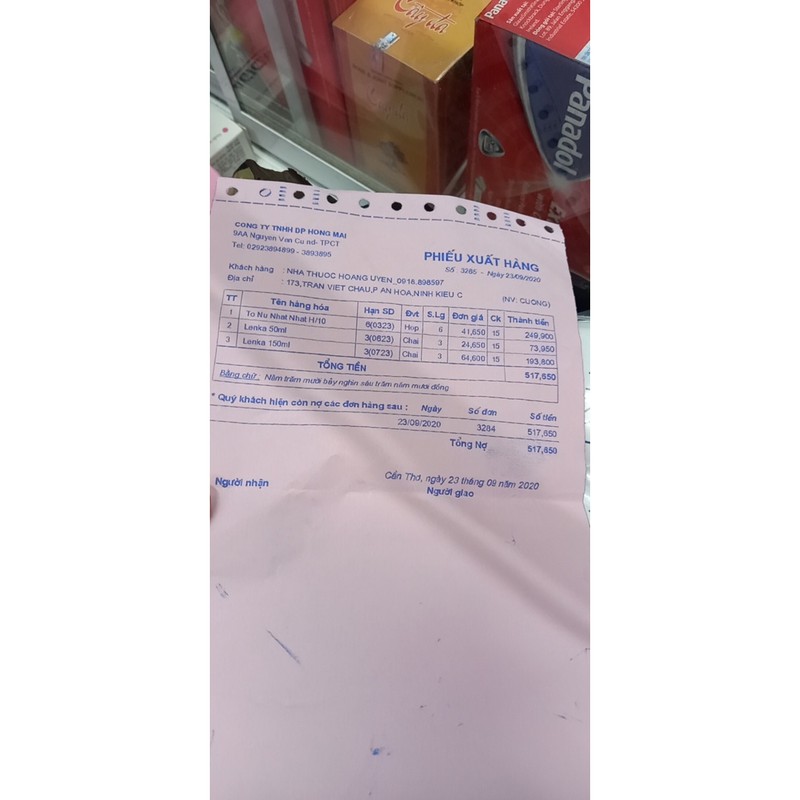 Panadol
CÔNG TY TNHH DP HONG MAI
9AA Nguyen Van Cu nd- TPCT
Tel: 02923894899 - 3893895
PHIẾU XUẤT HÀNG
Số : 3285 - Ngày 23/09/2020
Khách hàng : NHA THUOC HOANG UYEN_0916.898597
Địa chỉ : 173,TRAN VIET CHAU,P AN HOA,NINH KIEU C (NV: CUONG)
TT Tên hàng hóa Hạn SD Đvt S.Lg Đơn giá Ck Thành tiền
1 To Nu Nhat Nhat H/10 6(0323) Hop 6 41,650 15 249,900
2 Lenka 50ml 3(0623) Chai 3 24,650 15 73,950
3 Lenka 150ml 3(0723) Chai 3 64,600 15 193,800
TỔNG TIỀN 517,650
Bằng chữ : Năm trăm mười bảy nghìn sáu trăm năm mươi đồng
* Quý khách hiện còn nợ các đơn hàng sau : Ngày Số đơn Số tiền
23/09/2020 3284 517,650
Tổng Nợ 517,650
Cần Thơ, ngày 23 tháng 09 năm 2020
Người nhận Người giao